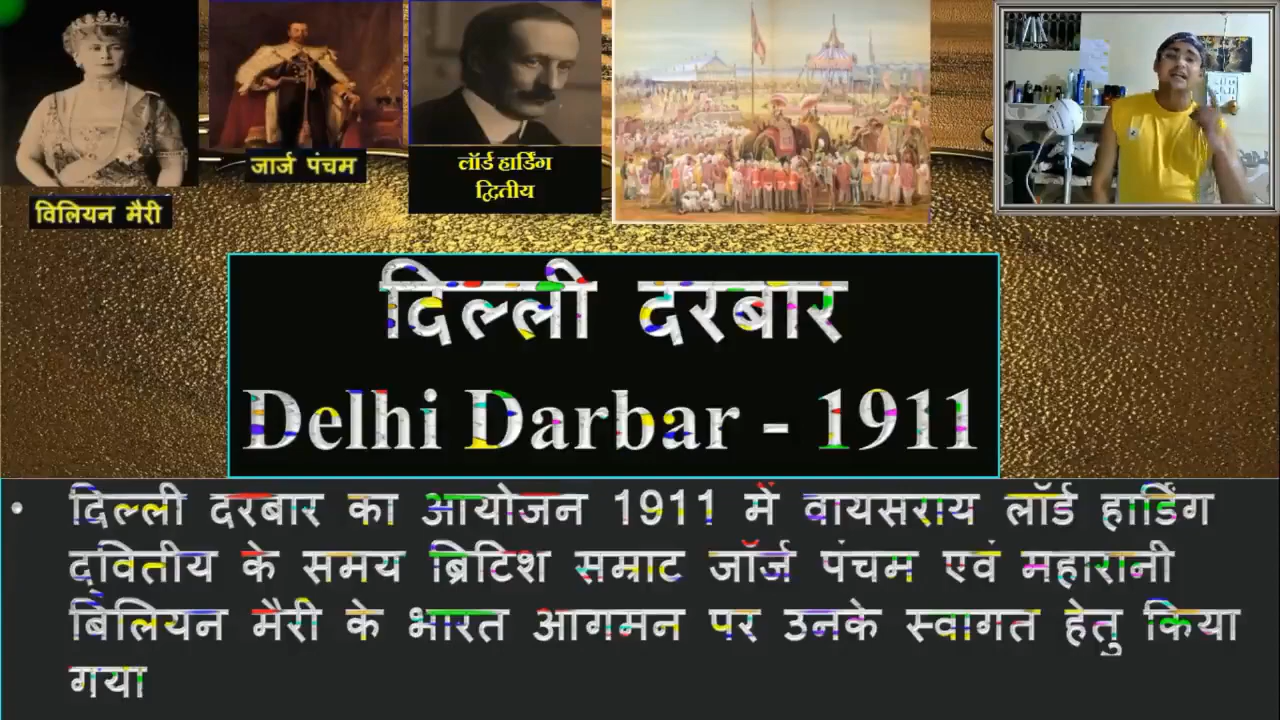 विलियन मैरी
जार्ज पंचम
लॉर्ड हार्डिंग
द्वितीय
दिल्ली दरबार
Delhi Darbar - 1911
• दिल्ली दरबार का आयोजन 1911 में वायसराय लॉर्ड हार्डिंग
द्वितीय के समय ब्रिटिश सम्राट जॉर्ज पंचम एवं महारानी
बिलियन मैरी के भारत आगमन पर उनके स्वागत हेतु किया
गया